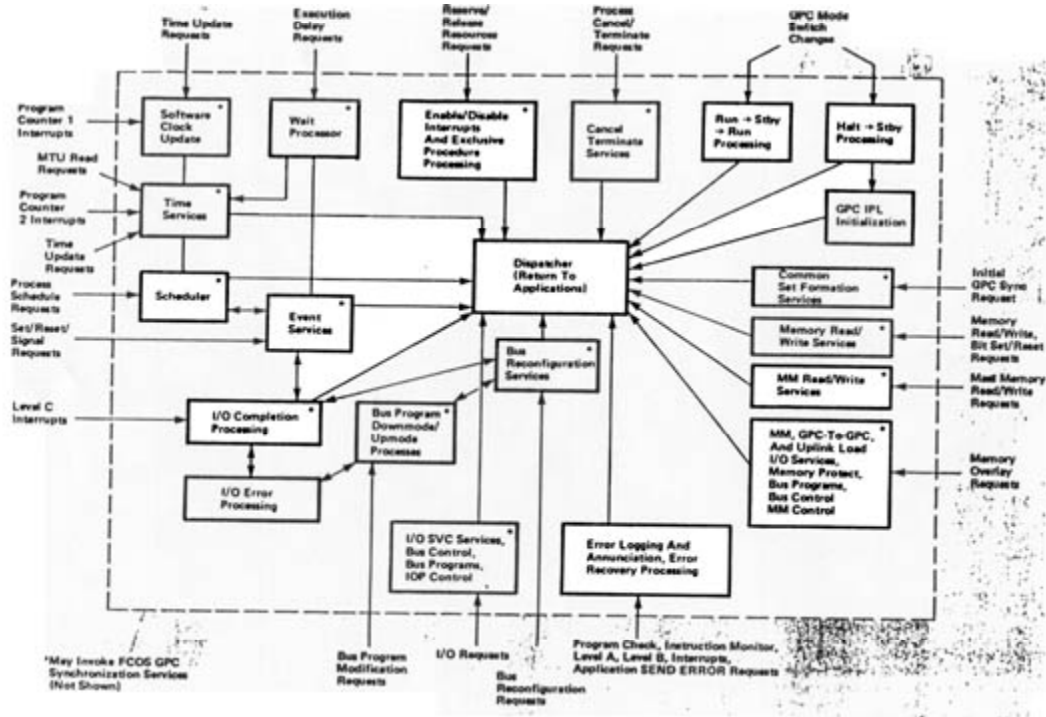 Time Update
Requests
Execution
Delay
Requests
Reserve/
Release
Resources
Requests
Process
Cancel/
Terminate
Requests
GPC Mode
Switch
Changes
Program
Counter 1
Interrupts
Software *
Clock
Update
Wait *
Processor
Enable/Disable *
Interrupts
And Exclusive
Procedure
Processing
Cancel *
Terminate
Services
Run → Stby
→ Run
Processing
Halt → Stby
Processing
MTU Read
Requests
Program
Counter
2 Interrupts
Time
Update
Requests
Time *
Services
GPC IPL
Initialization
Dispatcher
(Return To
Applications)
Process
Schedule
Requests
Scheduler *
Common *
Set Formation
Services
Initial
GPC Sync
Request
Set/Reset/
Signal
Requests
Event *
Services
Bus *
Reconfiguration
Services
Memory Read/ *
Write Services
Memory
Read/Write,
Bit Set/Reset
Requests
MM Read/Write *
Services
Mass Memory
Read/Write
Requests
Level C
Interrupts
I/O Completion *
Processing
Bus Program *
Downmode/
Upmode
Processes
MM, GPC-To-GPC, *
And Uplink Load
I/O Services,
Memory Protect,
Bus Programs,
Bus Control
MM Control
Memory
Overlay
Requests
I/O Error
Processing
I/O SVC Services, *
Bus Control,
Bus Programs,
IOP Control
Error Logging And
Annunciation, Error
Recovery Processing
*May Invoke FCOS GPC
Synchronization Services
(Not Shown)
Bus Program
Modification
Requests
I/O Requests
Bus
Reconfiguration
Requests
Program Check, Instruction Monitor,
Level A, Level B, Interrupts,
Application SEND ERROR Requests